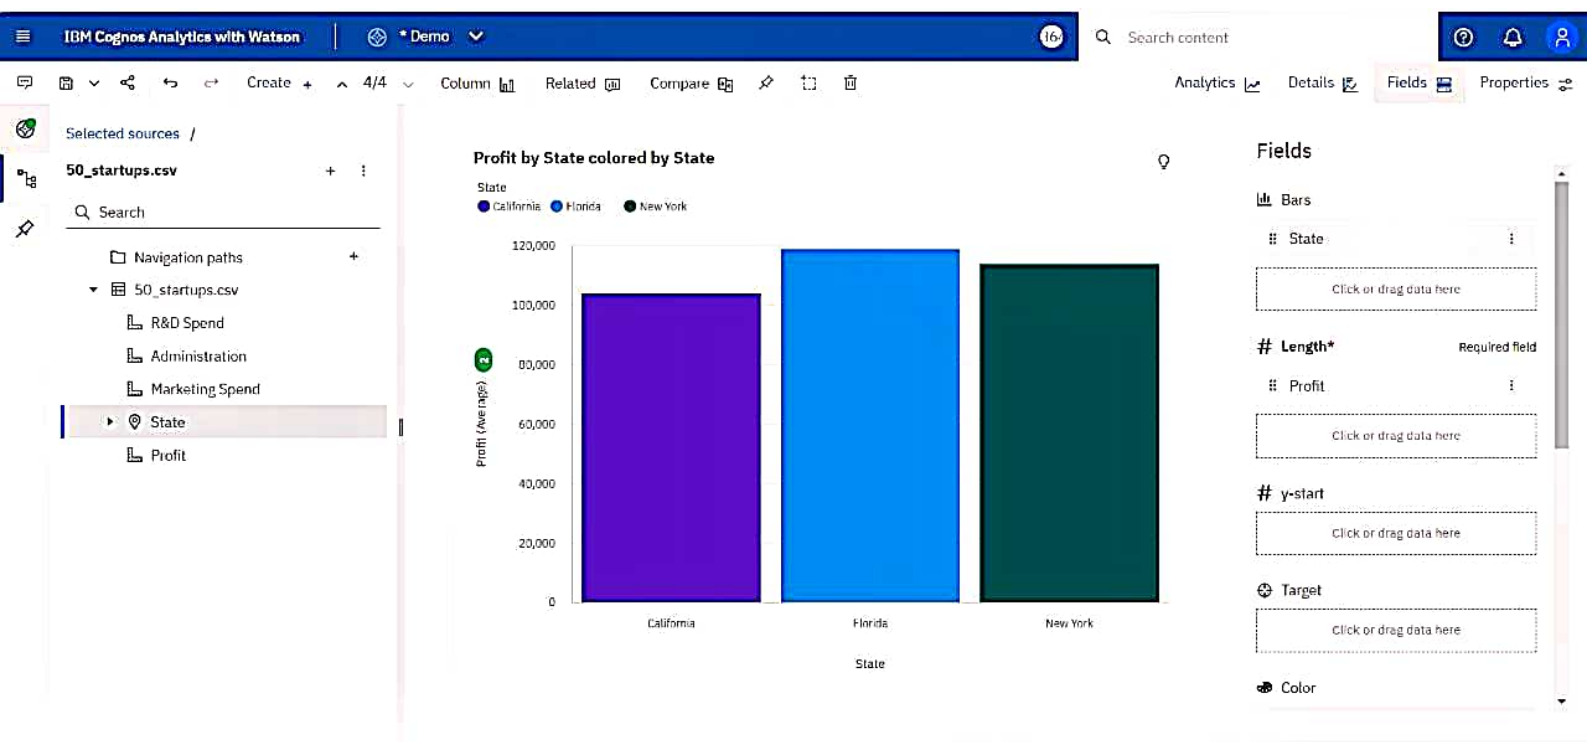 IBM Cognos Analytics with Watson
* Demo
16
Search content
Create +
4/4
Column
Related
Compare
Analytics
Details
Fields
Properties
Selected sources /
50_startups.csv
Search
Navigation paths
50_startups.csv
R&D Spend
Administration
Marketing Spend
State
Profit
Profit by State colored by State
State
California
Florida
New York
120,000
100,000
80,000
60,000
40,000
20,000
0
Profit (Average)
2
California
Florida
New York
State
Fields
Bars
State
Click or drag data here
# Length*
Required field
Profit
Click or drag data here
# y-start
Click or drag data here
Target
Click or drag data here
Color